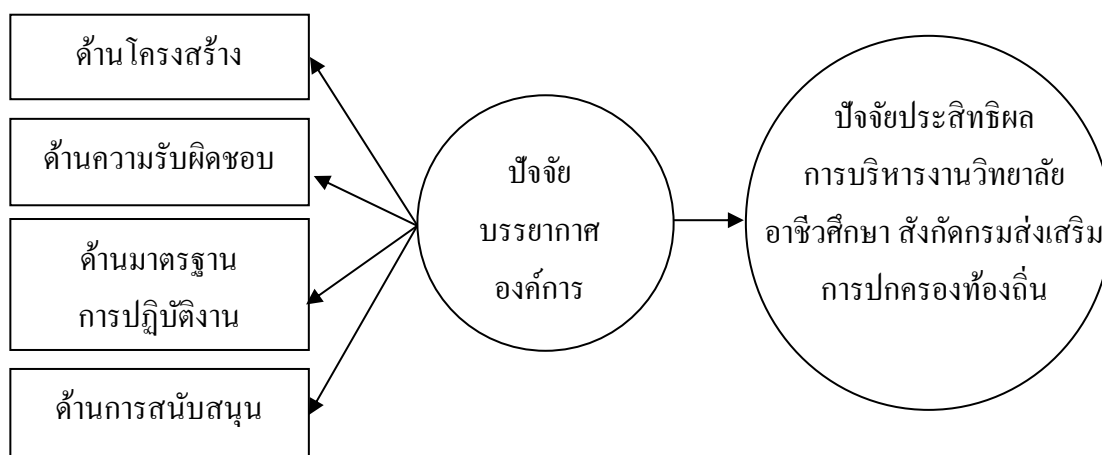 ด้านโครงสร้าง
ด้านความรับผิดชอบ
ด้านมาตรฐาน
การปฏิบัติงาน
ด้านการสนับสนุน
ปัจจัย
บรรยากาศ
องค์การ
ปัจจัยประสิทธิผล
การบริหารงานวิทยาลัย
อาชีวศึกษา สังกัดกรมส่งเสริม
การปกครองท้องถิ่น